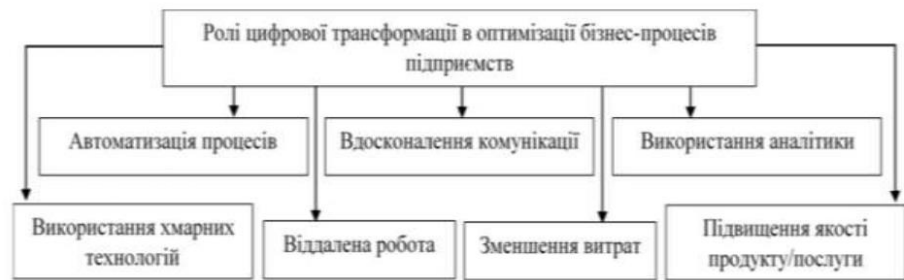 Ролі цифрової трансформації в оптимізації бізнес-процесів
підприємств
Автоматизація процесів
Вдосконалення комунікації
Використання аналітики
Використання хмарних
технологій
Віддалена робота
Зменшення витрат
Підвищення якості
продукту/послуги